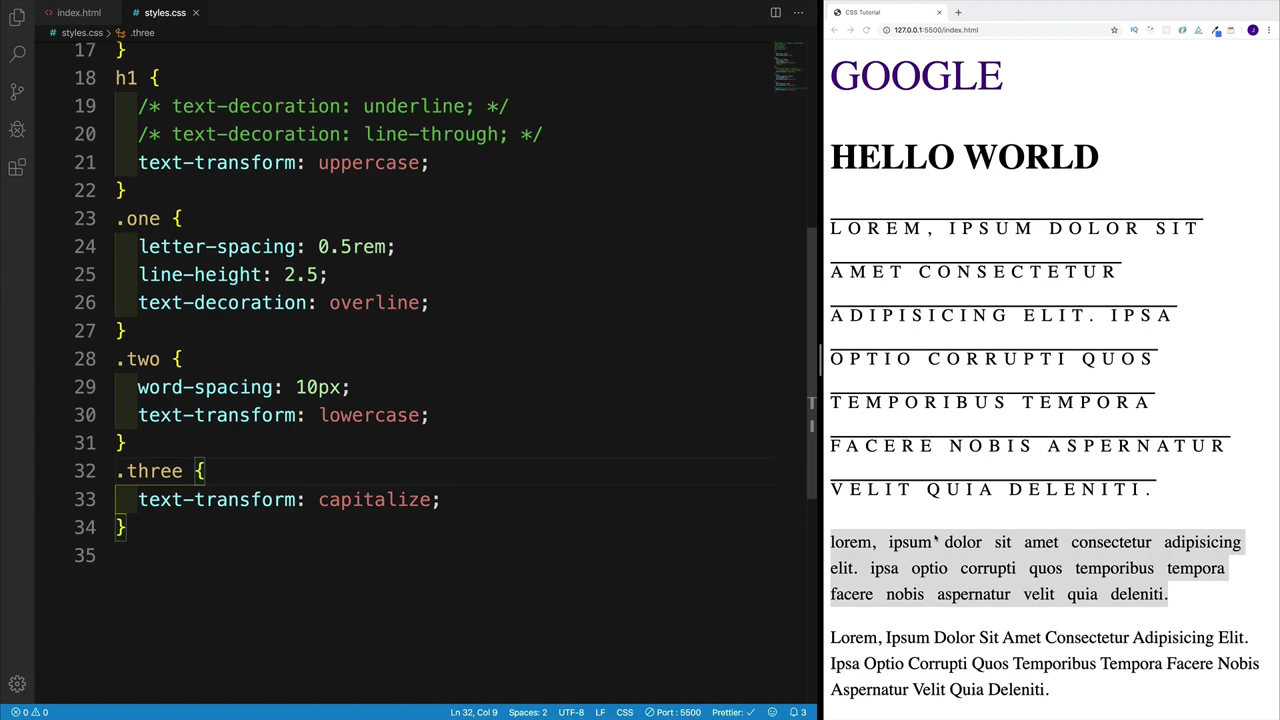 index.html
styles.css
styles.css > .three
17 }
18 h1 {
19 /* text-decoration: underline; */
20 /* text-decoration: line-through; */
21 text-transform: uppercase;
22 }
23 .one {
24 letter-spacing: 0.5rem;
25 line-height: 2.5;
26 text-decoration: overline;
27 }
28 .two {
29 word-spacing: 10px;
30 text-transform: lowercase;
31 }
32 .three {
33 text-transform: capitalize;
34 }
35
0 0
Ln 32, Col 9 Spaces: 2 UTF-8 LF CSS Port : 5500 Prettier: 3
CSS Tutorial
127.0.0.1:5500/index.html
J
GOOGLE
HELLO WORLD
LOREM, IPSUM DOLOR SIT
AMET CONSECTETUR
ADIPISICING ELIT. IPSA
OPTIO CORRUPTI QUOS
TEMPORIBUS TEMPORA
FACERE NOBIS ASPERNATUR
VELIT QUIA DELENITI.
lorem, ipsum dolor sit amet consectetur adipisicing
elit. ipsa optio corrupti quos temporibus tempora
facere nobis aspernatur velit quia deleniti.
Lorem, Ipsum Dolor Sit Amet Consectetur Adipisicing Elit.
Ipsa Optio Corrupti Quos Temporibus Tempora Facere Nobis
Aspernatur Velit Quia Deleniti.